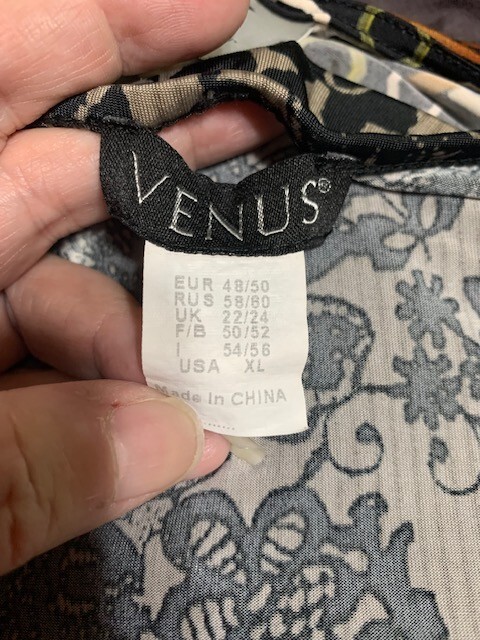 VENUS®
EUR 48/50
RUS 58/60
UK 22/24
F/B 50/52
I 54/56
USA XL
Made in CHINA